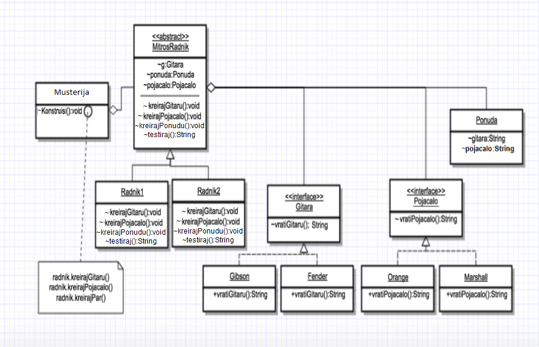 <<abstract>>
MitrosRadnik
~g:Gitara
~ponuda:Ponuda
~pojacalo:Pojacalo
~ kreirajGitaru():void
~ kreirajPojacalo():void
~kreirajPonudu():void
~testiraj():String
Musterija
~Konstruisi():void
Ponuda
~gitara:String
~pojacalo:String
Radnik1
~ kreirajGitaru():void
~ kreirajPojacalo():void
~kreirajPonudu():void
~testiraj():String
Radnik2
~ kreirajGitaru():void
~ kreirajPojacalo():void
~kreirajPonudu():void
~testiraj():String
<<interface>>
Gitara
~vratiGitaru(); String
<<interface>>
Pojacalo
~ vratiPojacalo():String
radnik.kreirajGitaru()
radnik.kreirajPojacalo()
radnik.kreirajPar()
Gibson
+vratiGitaru():String
Fender
+vratiGitaru():String
Orange
+vratiPojacalo():String
Marshall
+vratiPojacalo():String